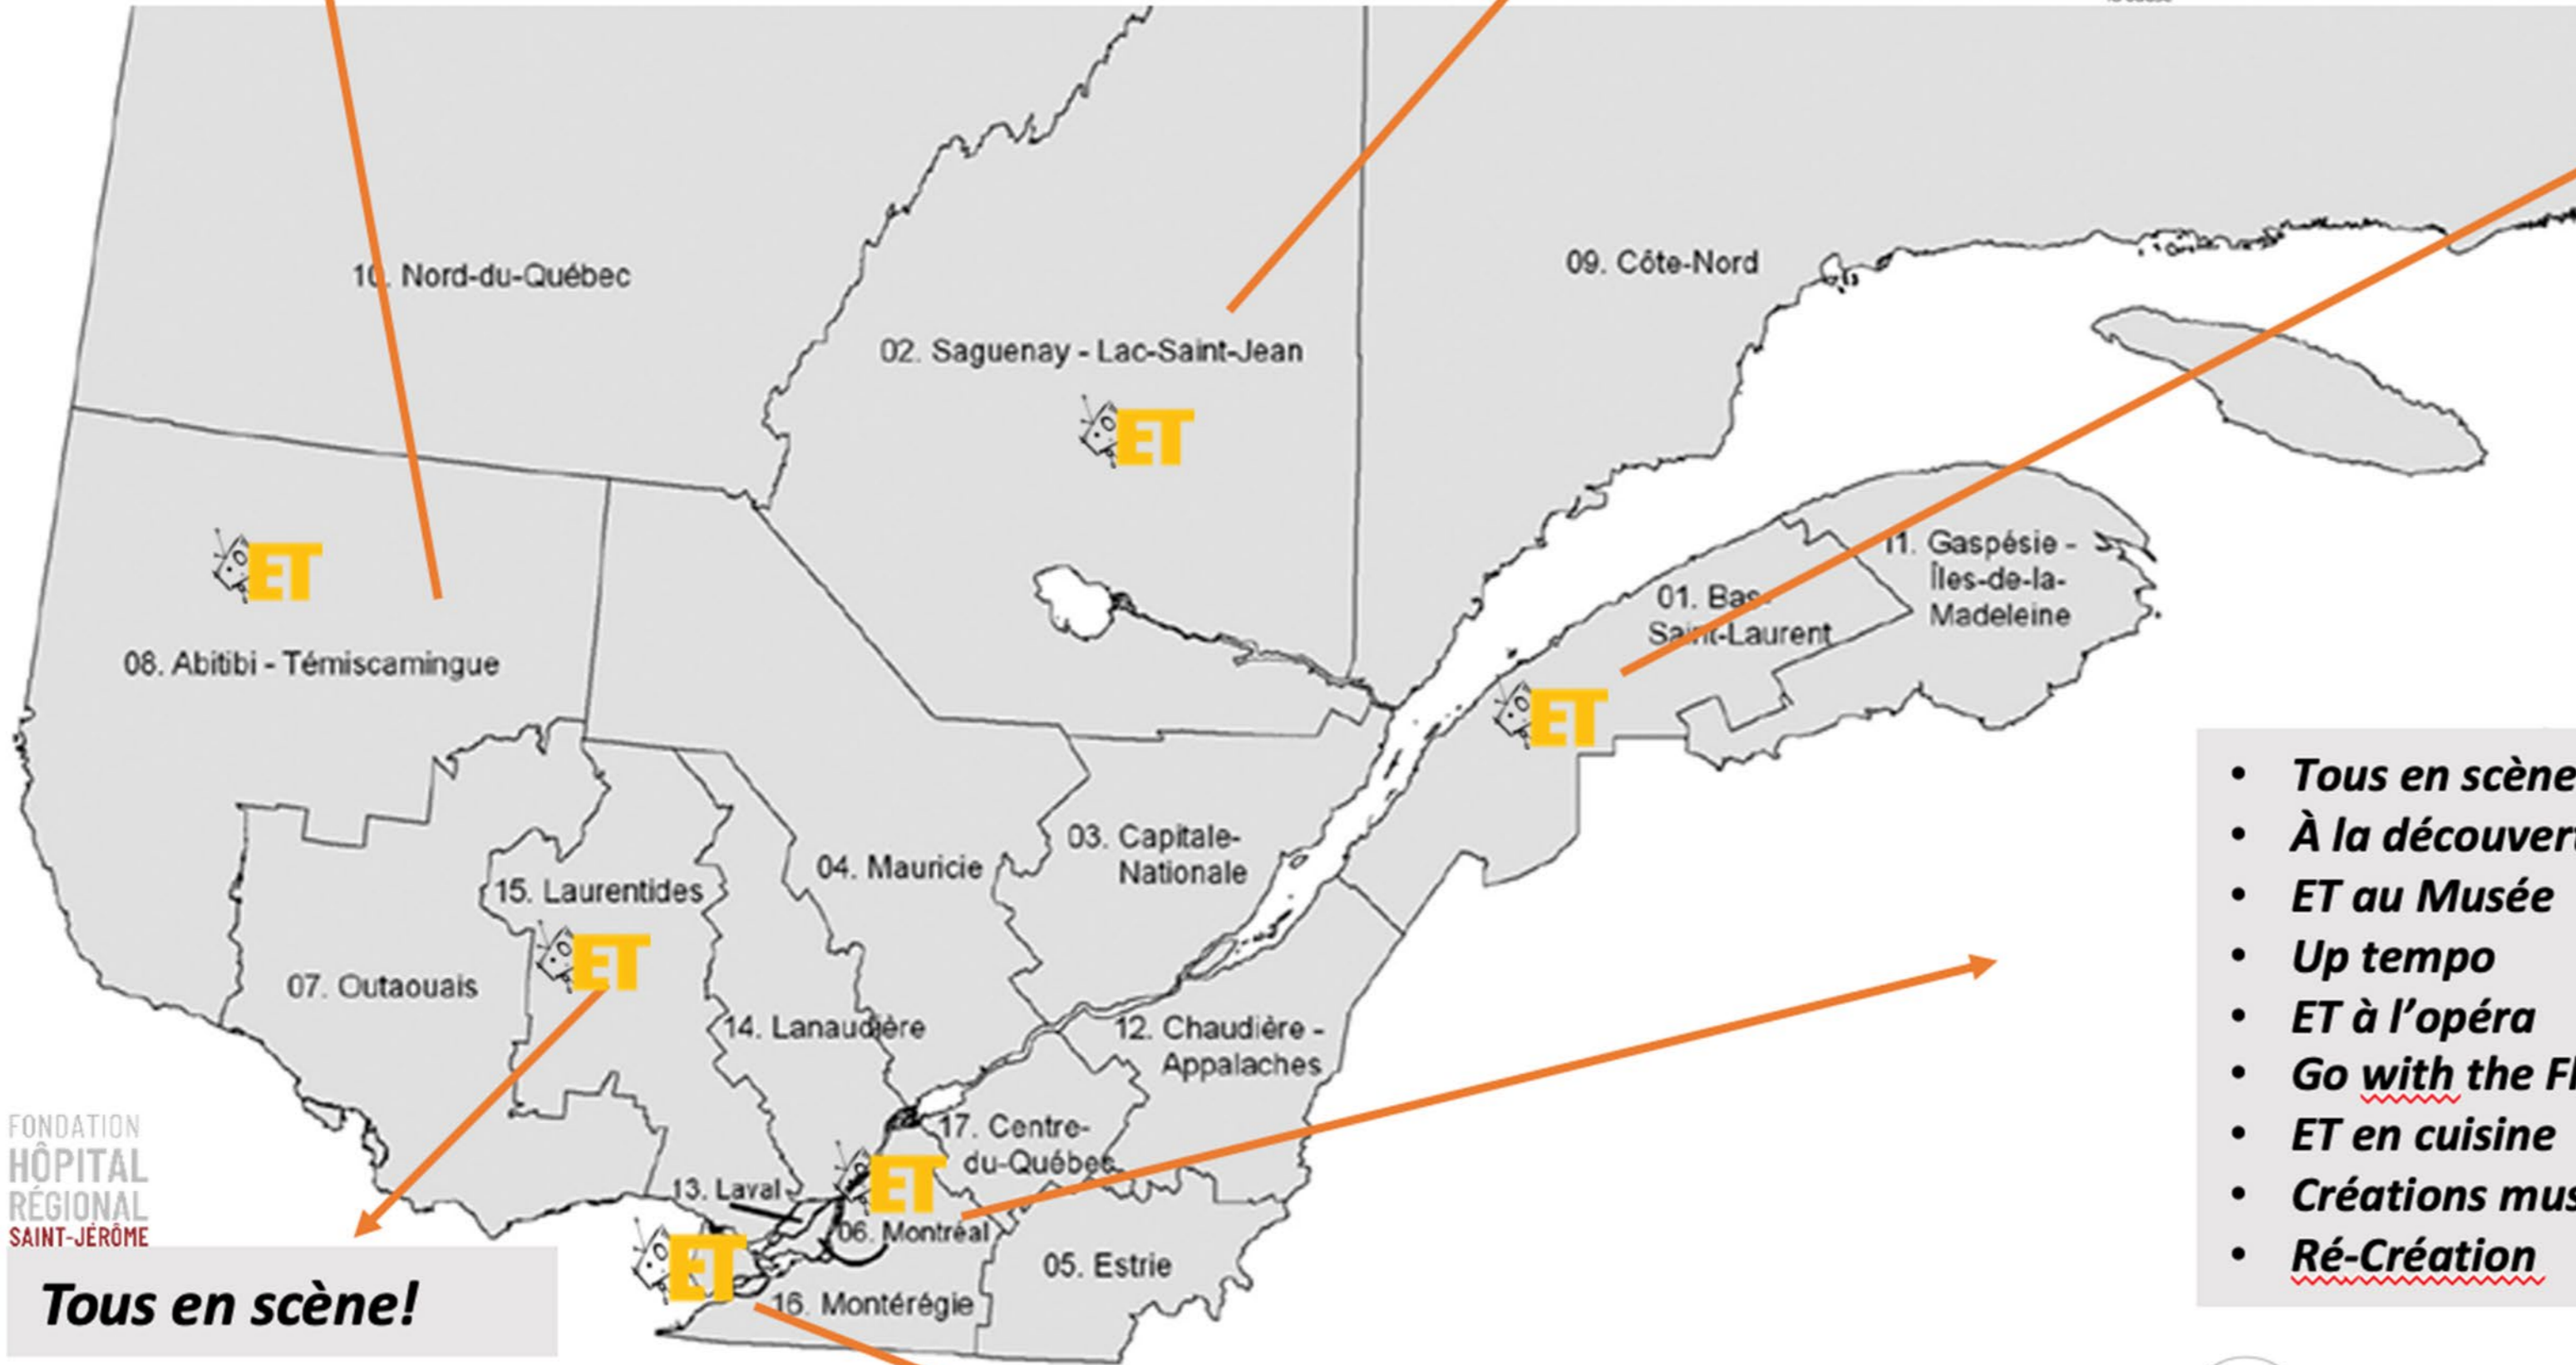 10. Nord-du-Québec
09. Côte-Nord
02. Saguenay - Lac-Saint-Jean
ET
ET
08. Abitibi - Témiscamingue
11. Gaspésie -
Îles-de-la-
Madeleine
01. Bas-
Saint-Laurent
ET
03. Capitale-
Nationale
04. Mauricie
15. Laurentides
ET
07. Outaouais
14. Lanaudière
12. Chaudière -
Appalaches
17. Centre-
du-Québec
13. Laval
ET
06. Montréal
ET
05. Estrie
16. Montérégie
FONDATION
HÔPITAL
RÉGIONAL
SAINT-JÉRÔME
Tous en scène!
• Tous en scène
• À la découver
• ET au Musée
• Up tempo
• ET à l’opéra
• Go with the Fl
• ET en cuisine
• Créations mus
• Ré-Création